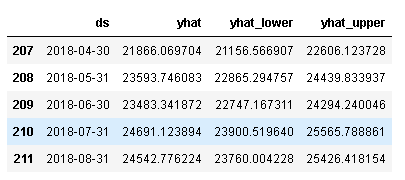 ds yhat yhat_lower yhat_upper
207 2018-04-30 21866.069704 21156.566907 22606.123728
208 2018-05-31 23593.746083 22865.294757 24439.833937
209 2018-06-30 23483.341872 22747.167311 24294.240046
210 2018-07-31 24691.123894 23900.519640 25565.788861
211 2018-08-31 24542.776224 23760.004228 25426.418154